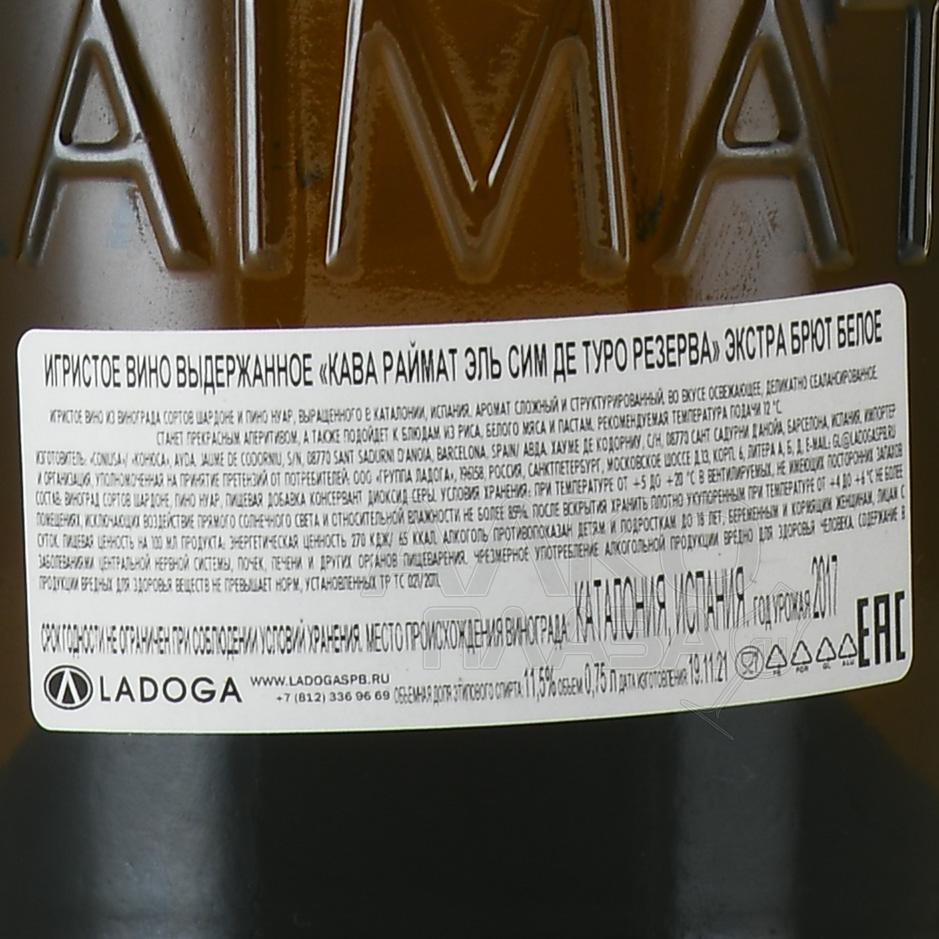 AIMAT
ИГРИСТОЕ ВИНО ВЫДЕРЖАННОЕ «КАВА РАЙМАТ ЭЛЬ СИМ ДЕ ТУРО РЕЗЕРВА» ЭКСТРА БРЮТ БЕЛОЕ
ИГРИСТОЕ ВИНО ИЗ ВИНОГРАДА СОРТОВ ШАРДОНЕ И ПИНО НУАР, ВЫРАЩЕННОГО В КАТАЛОНИИ, ИСПАНИЯ. АРОМАТ СЛОЖНЫЙ И СТРУКТУРИРОВАННЫЙ, ВО ВКУСЕ ОСВЕЖАЮЩЕЕ, ДЕЛИКАТНО СБАЛАНСИРОВАННОЕ.
СТАНЕТ ПРЕКРАСНЫМ АПЕРИТИВОМ, А ТАКЖЕ ПОДОЙДЕТ К БЛЮДАМ ИЗ РИСА, БЕЛОГО МЯСА И ПАСТАМ. РЕКОМЕНДУЕМАЯ ТЕМПЕРАТУРА ПОДАЧИ 12 °С.
ИЗГОТОВИТЕЛЬ: «CONUSA»/ «КОНЮСА», AVDA. JAUME DE CODORNIU, S/N, 08770 SANT SADURNI D'ANOIA, BARCELONA, SPAIN/ АВДА. ХАУМЕ ДЕ КОДОРНИУ, С/Н, 08770 САНТ САДУРНИ ДАНОЙА, БАРСЕЛОНА, ИСПАНИЯ. ИМПОРТЕР
И ОРГАНИЗАЦИЯ, УПОЛНОМОЧЕННАЯ НА ПРИНЯТИЕ ПРЕТЕНЗИЙ ОТ ПОТРЕБИТЕЛЕЙ: ООО "ГРУППА ЛАДОГА", 196158, РОССИЯ, САНКТ-ПЕТЕРБУРГ, МОСКОВСКОЕ ШОССЕ Д.13, КОРП. 6, ЛИТЕРА А, Б, Д, E-MAIL: GL@LADOGASPB.RU
СОСТАВ: ВИНОГРАД СОРТОВ ШАРДОНЕ, ПИНО НУАР, ПИЩЕВАЯ ДОБАВКА КОНСЕРВАНТ ДИОКСИД СЕРЫ. УСЛОВИЯ ХРАНЕНИЯ: ПРИ ТЕМПЕРАТУРЕ ОТ +5 ДО +20 °С В ВЕНТИЛИРУЕМЫХ, НЕ ИМЕЮЩИХ ПОСТОРОННИХ ЗАПАХОВ
ПОМЕЩЕНИЯХ, ИСКЛЮЧАЮЩИХ ВОЗДЕЙСТВИЕ ПРЯМОГО СОЛНЕЧНОГО СВЕТА И ОТНОСИТЕЛЬНОЙ ВЛАЖНОСТИ НЕ БОЛЕЕ 85%. ПОСЛЕ ВСКРЫТИЯ ХРАНИТЬ ПЛОТНО УКУПОРЕННЫМ ПРИ ТЕМПЕРАТУРЕ ОТ +4 ДО +6 °С НЕ БОЛЕЕ
СУТОК. ПИЩЕВАЯ ЦЕННОСТЬ НА 100 МЛ ПРОДУКТА: ЭНЕРГЕТИЧЕСКАЯ ЦЕННОСТЬ 270 КДЖ/ 65 ККАЛ. АЛКОГОЛЬ ПРОТИВОПОКАЗАН ДЕТЯМ И ПОДРОСТКАМ ДО 18 ЛЕТ, БЕРЕМЕННЫМ И КОРМЯЩИМ ЖЕНЩИНАМ, ЛИЦАМ С
ЗАБОЛЕВАНИЯМИ ЦЕНТРАЛЬНОЙ НЕРВНОЙ СИСТЕМЫ, ПОЧЕК, ПЕЧЕНИ И ДРУГИХ ОРГАНОВ ПИЩЕВАРЕНИЯ. ЧРЕЗМЕРНОЕ УПОТРЕБЛЕНИЕ АЛКОГОЛЬНОЙ ПРОДУКЦИИ ВРЕДНО ДЛЯ ЗДОРОВЬЯ ЧЕЛОВЕКА. СОДЕРЖАНИЕ В
ПРОДУКЦИИ ВРЕДНЫХ ДЛЯ ЗДОРОВЬЯ ВЕЩЕСТВ НЕ ПРЕВЫШАЕТ НОРМ, УСТАНОВЛЕННЫХ ТР ТС 021/2011.
СРОК ГОДНОСТИ НЕ ОГРАНИЧЕН ПРИ СОБЛЮДЕНИИ УСЛОВИЙ ХРАНЕНИЯ. МЕСТО ПРОИСХОЖДЕНИЯ ВИНОГРАДА: КАТАЛОНИЯ, ИСПАНИЯ, ГОД УРОЖАЯ 2017
LADOGA WWW.LADOGASPB.RU
+7 (812) 336 96 69 ОБЪЕМНАЯ ДОЛЯ ЭТИЛОВОГО СПИРТА: 11,5% ОБЪЕМ 0,75 Л ДАТА ИЗГОТОВЛЕНИЯ 19.11.21 EAC